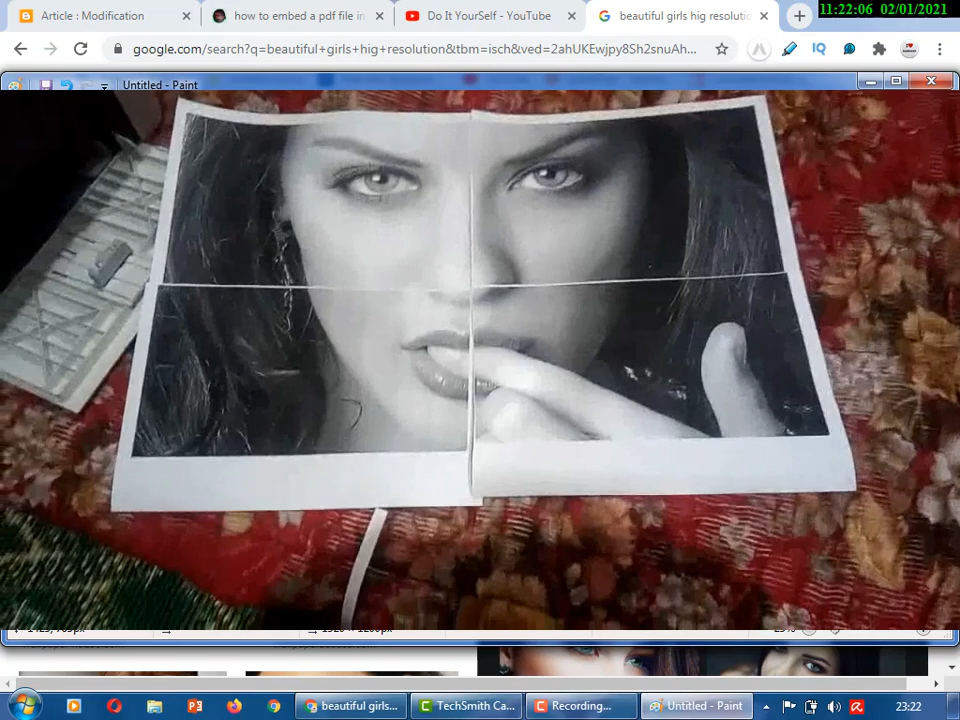 Article : Modification
how to embed a pdf file in
Do It YourSelf - YouTube
beautiful girls hig resolutio
11:22:06 02/01/2021
google.com/search?q=beautiful+girls+hig+resolution&tbm=isch&ved=2ahUKEwjpy8Sh2snuAh...
IQ
Untitled - Paint
beautiful girls...
TechSmith Ca...
Recording...
Untitled - Paint
23:22